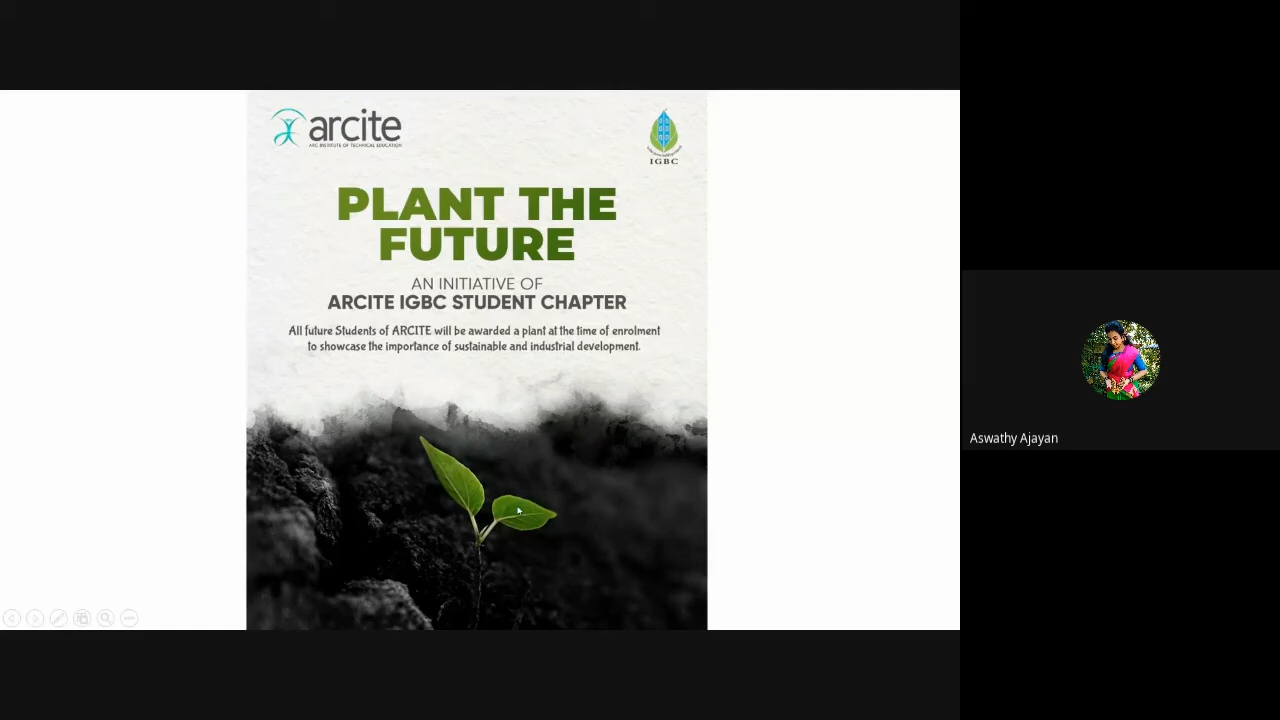 arcite
ARC INSTITUTE OF TECHNICAL EDUCATION
IGBC
PLANT THE
FUTURE
AN INITIATIVE OF
ARCITE IGBC STUDENT CHAPTER
All future Students of ARCITE will be awarded a plant at the time of enrolment
to showcase the importance of sustainable and industrial development.
Aswathy Ajayan